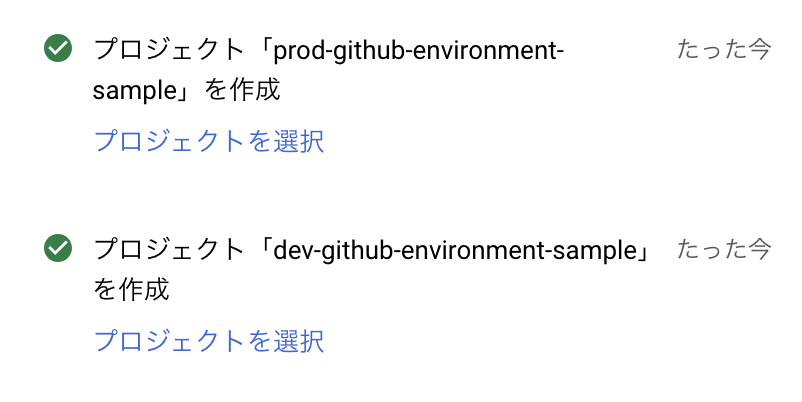 プロジェクト「prod-github-environment-
sample」を作成
たった今
プロジェクトを選択
プロジェクト「dev-github-environment-sample」
を作成
たった今
プロジェクトを選択